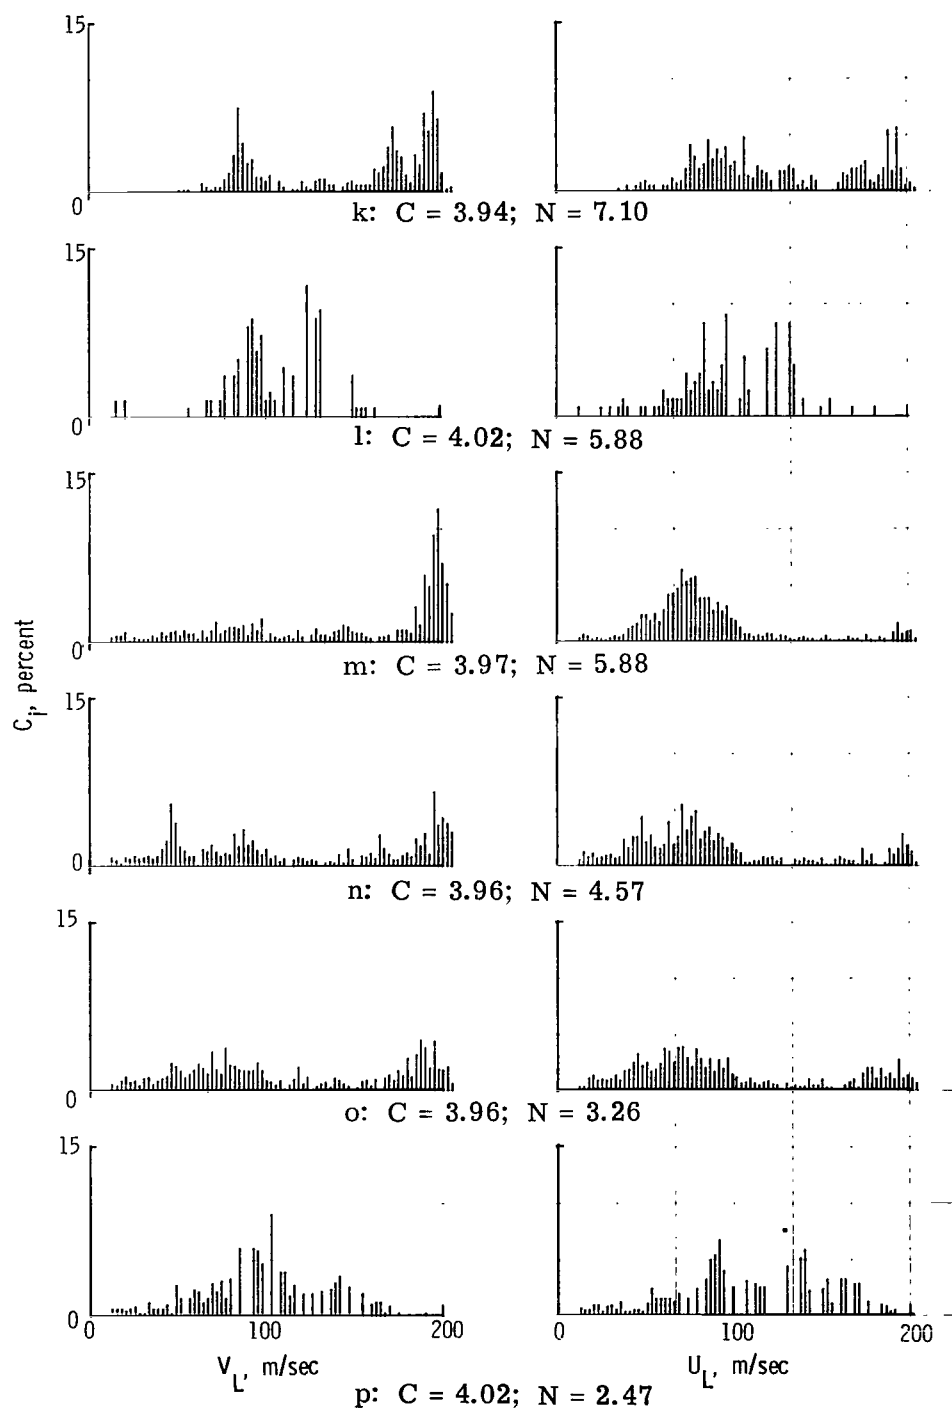 15
0
k: C = 3.94; N = 7.10
15
0
l: C = 4.02; N = 5.88
15
0
m: C = 3.97; N = 5.88
C_i, percent
15
0
n: C = 3.96; N = 4.57
15
0
o: C = 3.96; N = 3.26
15
0
0 100 200 0 100 200
V_L, m/sec U_L, m/sec
p: C = 4.02; N = 2.47